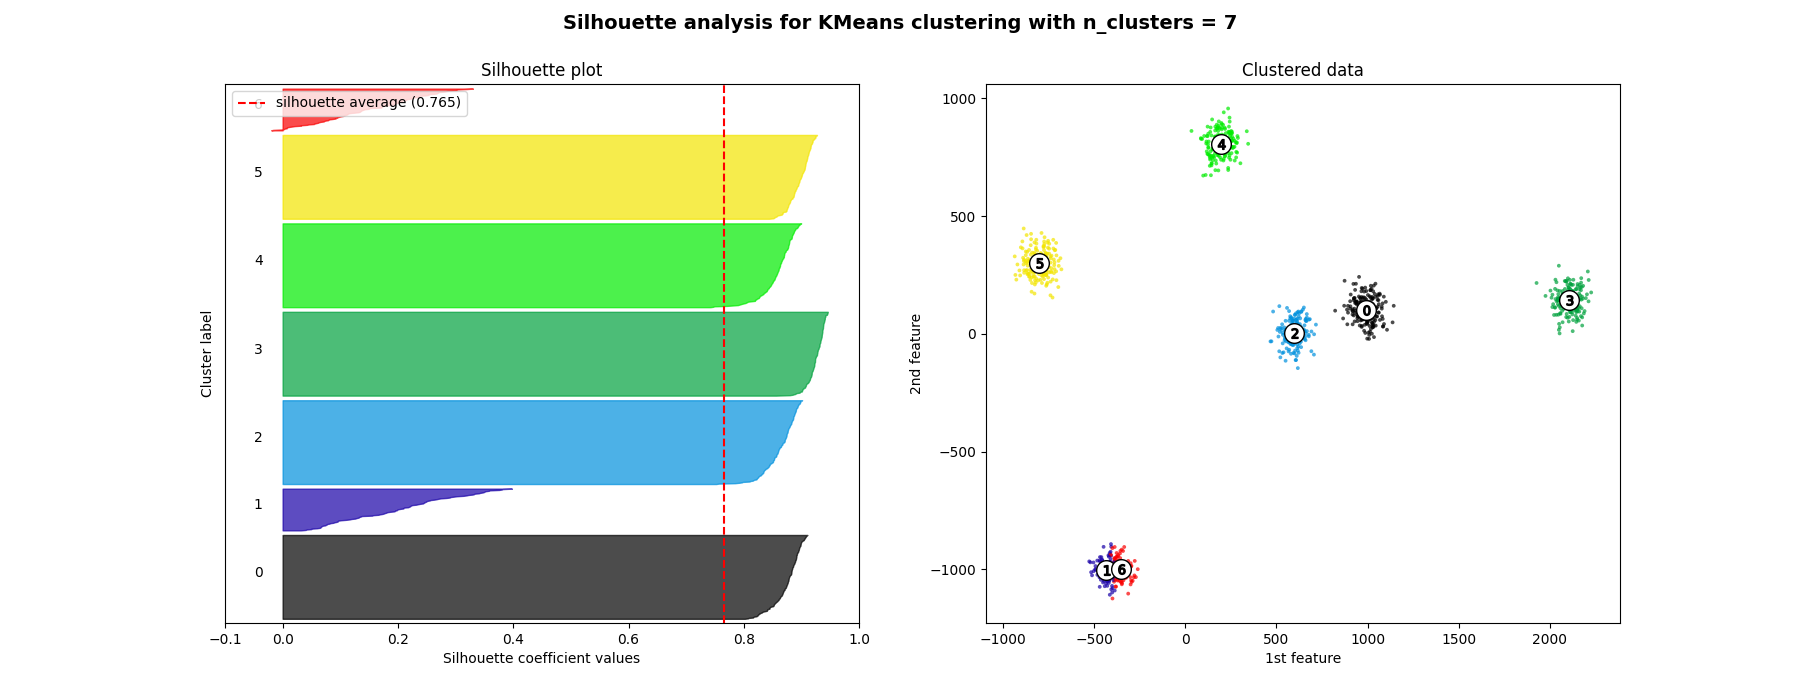 Silhouette analysis for KMeans clustering with n_clusters = 7
Silhouette plot
silhouette average (0.765)
6
5
4
3
2
1
0
Cluster label
−0.1 0.0 0.2 0.4 0.6 0.8 1.0
Silhouette coefficient values
Clustered data
1000
500
0
−500
−1000
2nd feature
4
5
0
3
2
1 6
−1000 −500 0 500 1000 1500 2000
1st feature